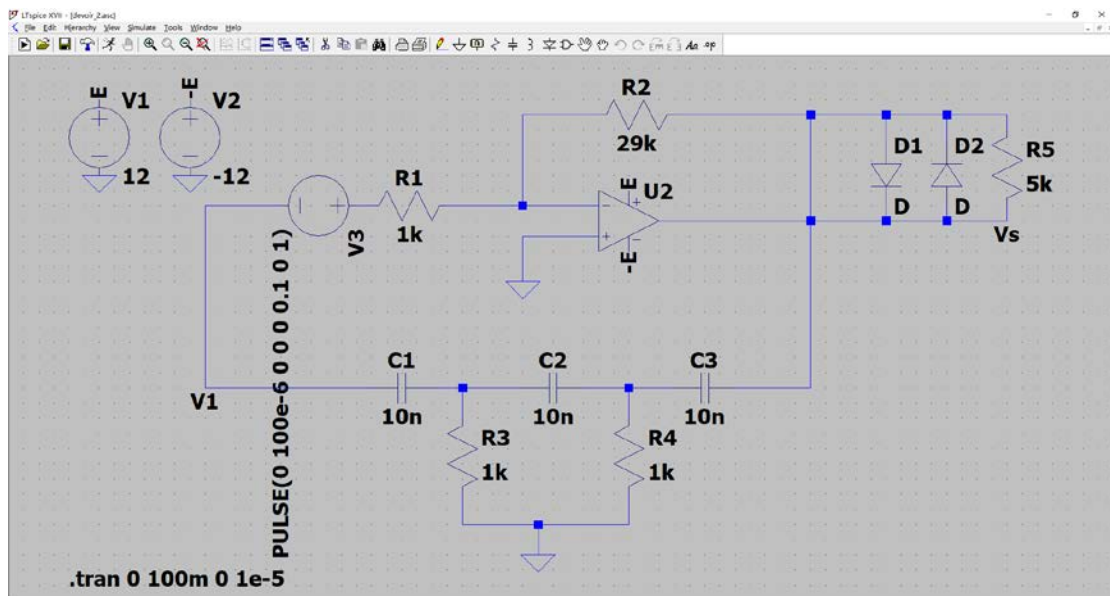 LTspice XVII - [devoir_2.asc]
File Edit Hierarchy View Simulate Tools Window Help
Aa .op
E
V1
12
-E
V2
-12
R2
29k
D1
D
D2
D
R5
5k
Vs
R1
1k
V3
PULSE(0 100e-6 0 0 0 0.1 0 1)
E
U2
-E
V1
C1
10n
C2
10n
C3
10n
R3
1k
R4
1k
.tran 0 100m 0 1e-5